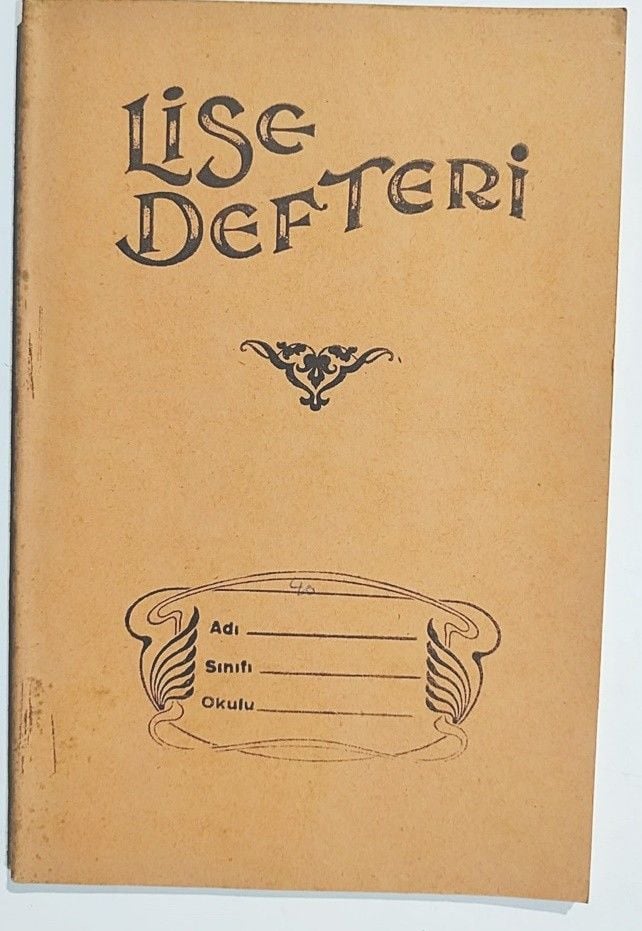 LİSE
DEFTERİ
40
Adı
Sınıfı
Okulu